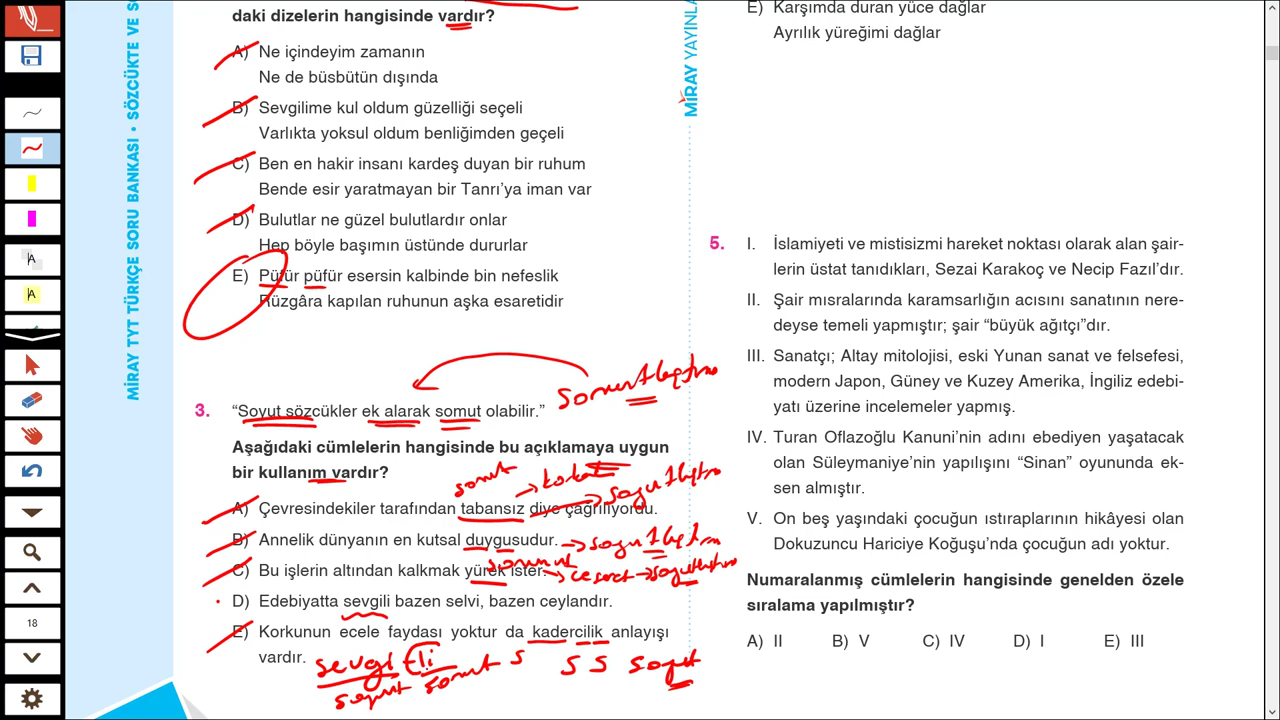 daki dizelerin hangisinde vardır?
A) Ne içindeyim zamanın
Ne de büsbütün dışında
B) Sevgilime kul oldum güzelliği seçeli
Varlıkta yoksul oldum benliğimden geçeli
C) Ben en hakir insanı kardeş duyan bir ruhum
Bende esir yaratmayan bir Tanrı'ya iman var
D) Bulutlar ne güzel bulutlardır onlar
Hep böyle başımın üstünde dururlar
E) Püfür püfür esersin kalbinde bin nefeslik
Rüzgâra kapılan ruhunun aşka esaretidir
somutlaştırma
3. “Soyut sözcükler ek alarak somut olabilir.”
Aşağıdaki cümlelerin hangisinde bu açıklamaya uygun
bir kullanım vardır?
somut
korkak
soyutlaştırma
A) Çevresindekiler tarafından tabansız diye çağrılıyordu.
B) Annelik dünyanın en kutsal duygusudur.
soyutlaştırma
somut
C) Bu işlerin altından kalkmak yürek ister.
cesaret soyutlaştırma
D) Edebiyatta sevgili bazen selvi, bazen ceylandır.
E) Korkunun ecele faydası yoktur da kadercilik anlayışı
vardır.
sevgi li
soyut somut
S S S soyut
MİRAY TYT TÜRKÇE SORU BANKASI • SÖZCÜKTE VE
MİRAY YAYINLA
E) Karşımda duran yüce dağlar
Ayrılık yüreğimi dağlar
5. I. İslamiyeti ve mistisizmi hareket noktası olarak alan şair-
lerin üstat tanıdıkları, Sezai Karakoç ve Necip Fazıl'dır.
II. Şair mısralarında karamsarlığın acısını sanatının nere-
deyse temeli yapmıştır; şair “büyük ağıtçı”dır.
III. Sanatçı; Altay mitolojisi, eski Yunan sanat ve felsefesi,
modern Japon, Güney ve Kuzey Amerika, İngiliz edebi-
yatı üzerine incelemeler yapmış.
IV. Turan Oflazoğlu Kanuni'nin adını ebediyen yaşatacak
olan Süleymaniye'nin yapılışını “Sinan” oyununda ek-
sen almıştır.
V. On beş yaşındaki çocuğun ıstıraplarının hikâyesi olan
Dokuzuncu Hariciye Koğuşu'nda çocuğun adı yoktur.
Numaralanmış cümlelerin hangisinde genelden özele
sıralama yapılmıştır?
A) II B) V C) IV D) I E) III
A
A
18